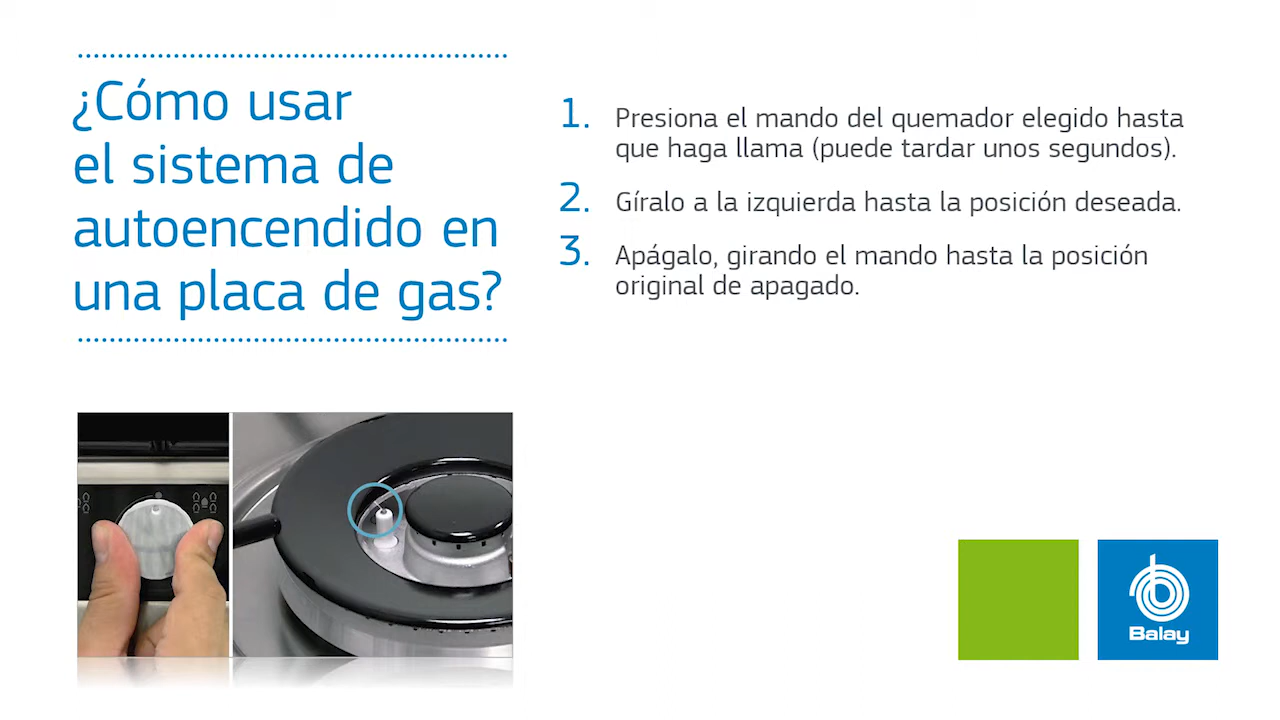 ¿Cómo usar
el sistema de
autoencendido en
una placa de gas?
1. Presiona el mando del quemador elegido hasta
que haga llama (puede tardar unos segundos).
2. Gíralo a la izquierda hasta la posición deseada.
3. Apágalo, girando el mando hasta la posición
original de apagado.
Balay